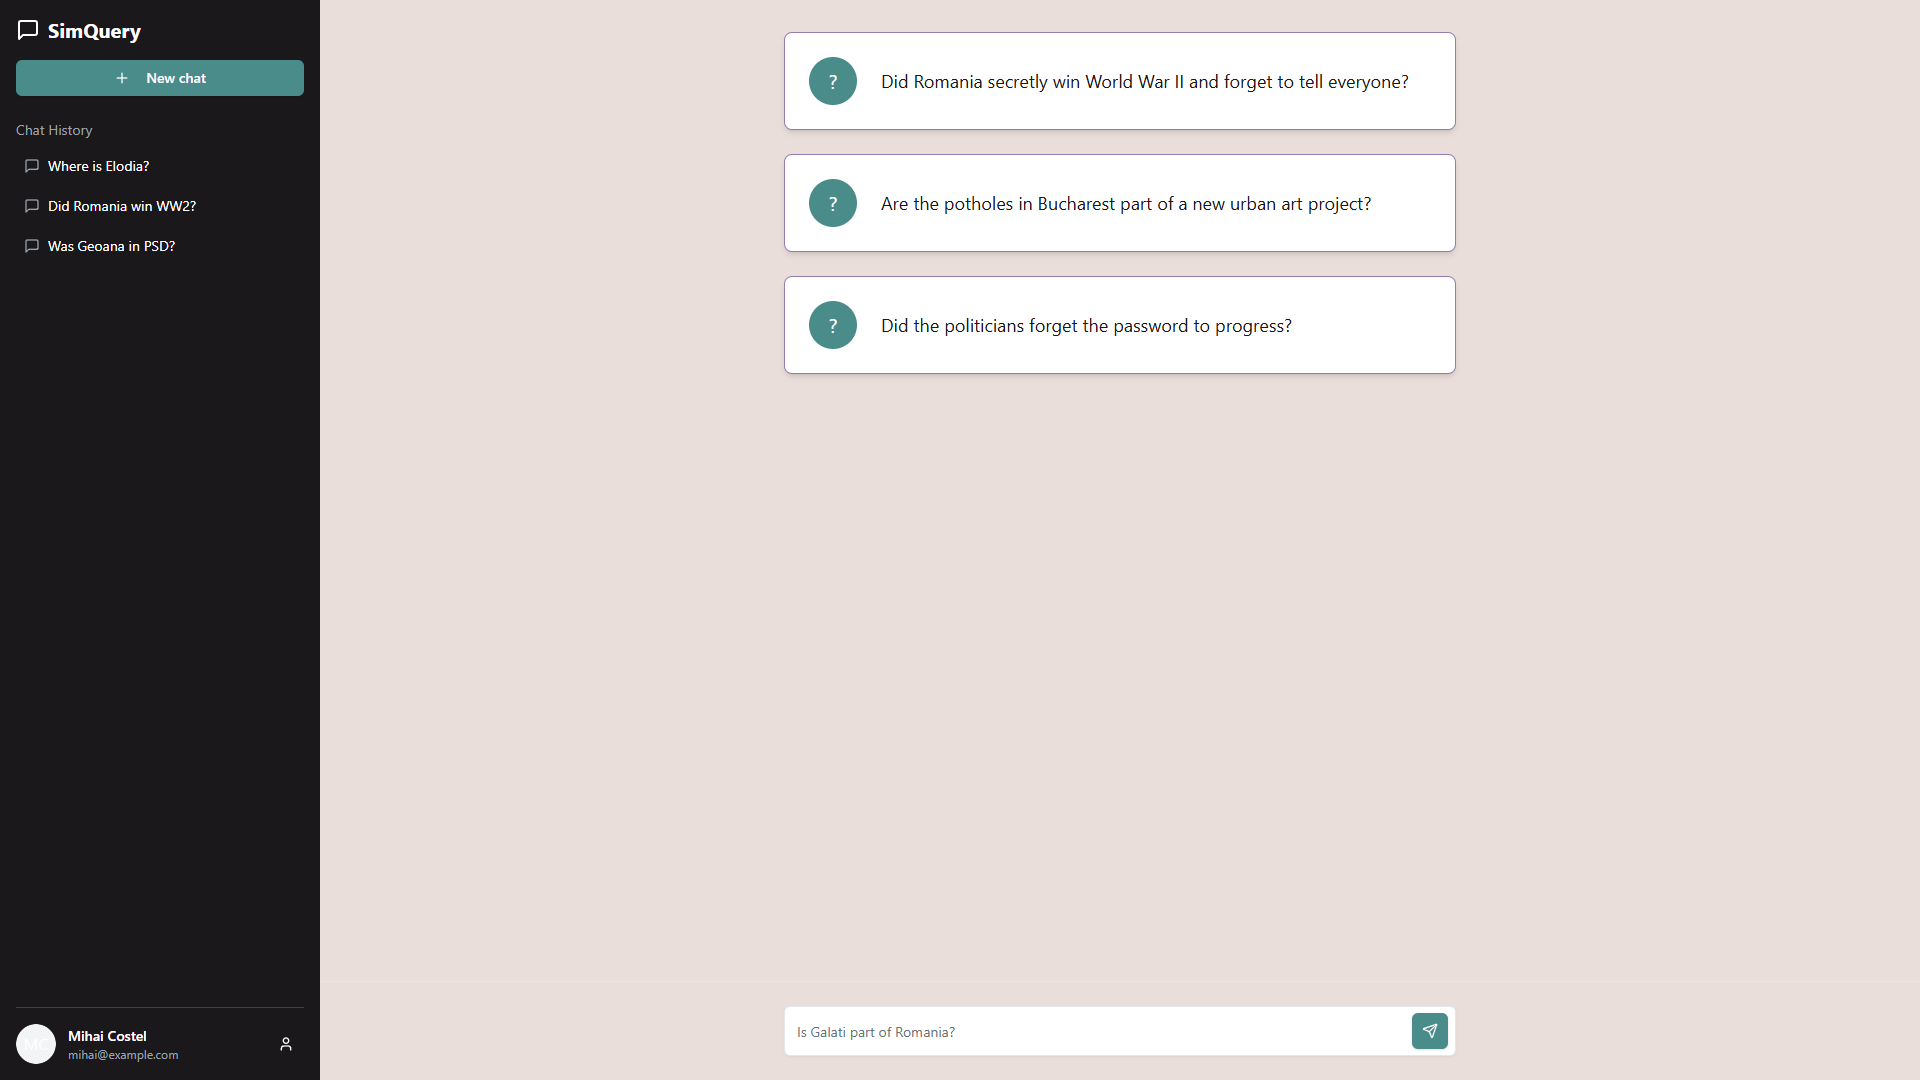 SimQuery
New chat
Chat History
Where is Elodia?
Did Romania win WW2?
Was Geoana in PSD?
Mihai Costel
mihai@example.com
MC
? Did Romania secretly win World War II and forget to tell everyone?
? Are the potholes in Bucharest part of a new urban art project?
? Did the politicians forget the password to progress?
Is Galati part of Romania?